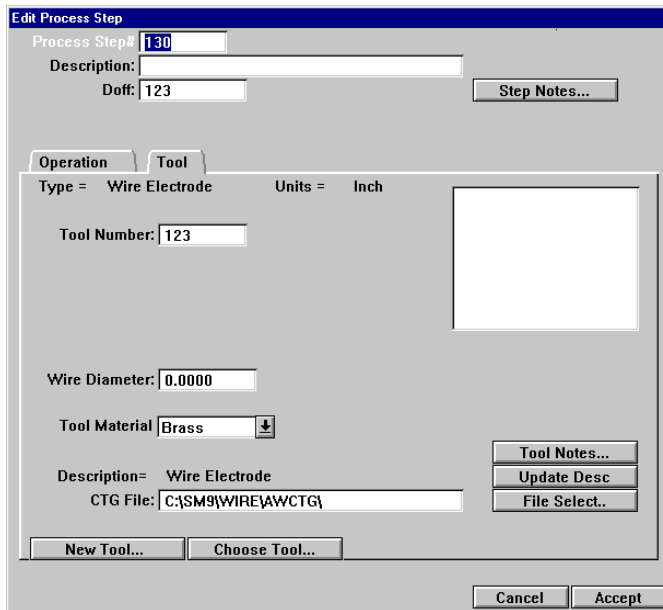 Edit Process Step
Process Step# 130
Description:
Doff: 123
Step Notes...
Operation Tool
Type = Wire Electrode Units = Inch
Tool Number: 123
Wire Diameter: 0.0000
Tool Material Brass
Tool Notes...
Description= Wire Electrode Update Desc
CTG File: C:\SM9\WIRE\AWCTG\ File Select..
New Tool... Choose Tool...
Cancel Accept